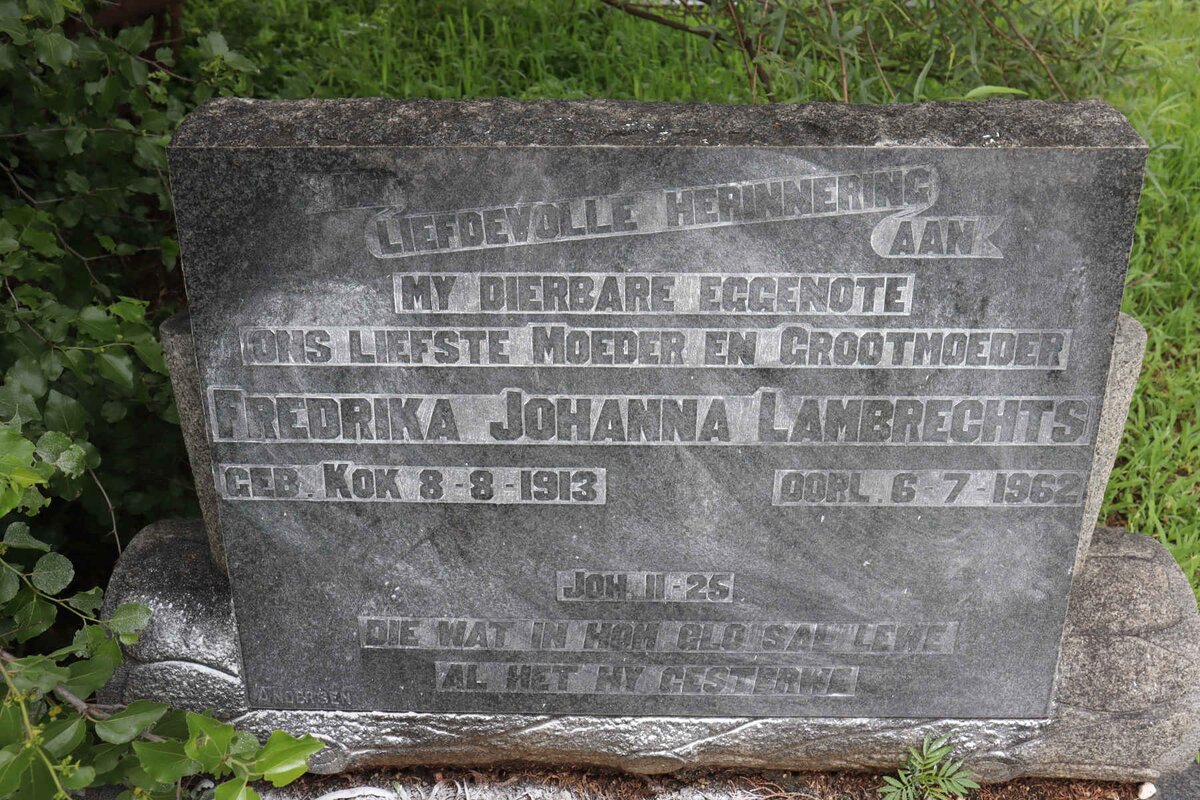 TER
LIEFDEVOLLE HERINNERING
AAN
MY DIERBARE EGGENOTE
ONS LIEFSTE MOEDER EN GROOTMOEDER
FREDRIKA JOHANNA LAMBRECHTS
GEB. KOK 8-8-1913 OORL. 6-7-1962
JOH. 11-25
DIE WAT IN HOM GLO SAL LEWE
AL HET HY GESTERWE